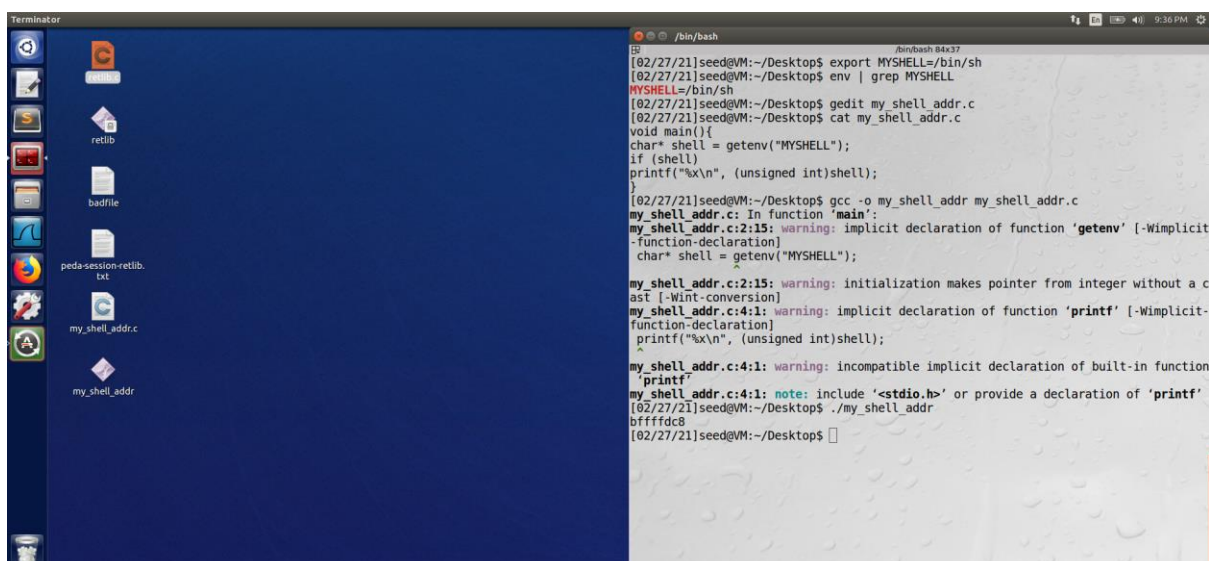 Terminator
En
9:36 PM
retlib.c
retlib
badfile
peda-session-retlib.
txt
my_shell_addr.c
my_shell_addr
/bin/bash
/bin/bash 84x37
[02/27/21]seed@VM:~/Desktop$ export MYSHELL=/bin/sh
[02/27/21]seed@VM:~/Desktop$ env | grep MYSHELL
MYSHELL=/bin/sh
[02/27/21]seed@VM:~/Desktop$ gedit my_shell_addr.c
[02/27/21]seed@VM:~/Desktop$ cat my_shell_addr.c
void main(){
char* shell = getenv("MYSHELL");
if (shell)
printf("%x\n", (unsigned int)shell);
}
[02/27/21]seed@VM:~/Desktop$ gcc -o my_shell_addr my_shell_addr.c
my_shell_addr.c: In function ‘main’:
my_shell_addr.c:2:15: warning: implicit declaration of function ‘getenv’ [-Wimplicit
-function-declaration]
 char* shell = getenv("MYSHELL");
               ^
my_shell_addr.c:2:15: warning: initialization makes pointer from integer without a c
ast [-Wint-conversion]
my_shell_addr.c:4:1: warning: implicit declaration of function ‘printf’ [-Wimplicit-
function-declaration]
 printf("%x\n", (unsigned int)shell);
 ^
my_shell_addr.c:4:1: warning: incompatible implicit declaration of built-in function
 ‘printf’
my_shell_addr.c:4:1: note: include ‘<stdio.h>’ or provide a declaration of ‘printf’
[02/27/21]seed@VM:~/Desktop$ ./my_shell_addr
bffffdc8
[02/27/21]seed@VM:~/Desktop$